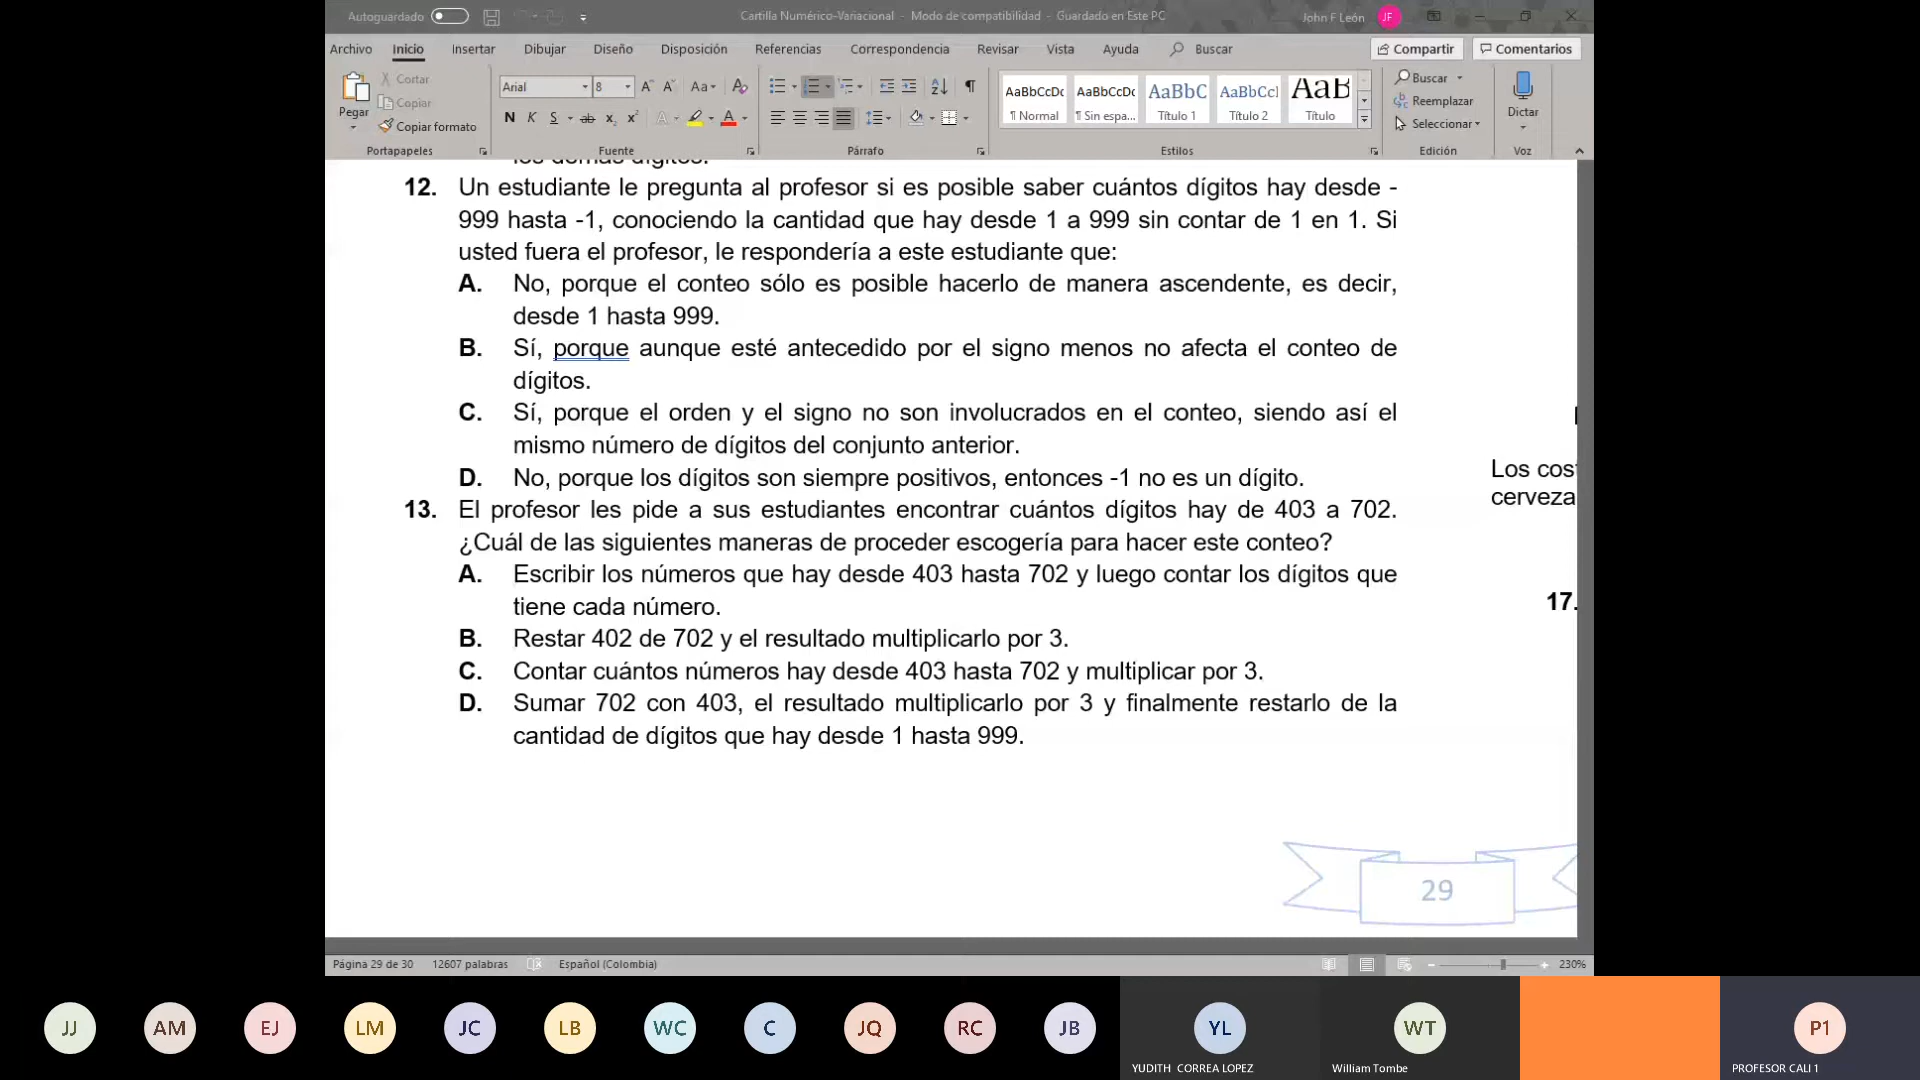 Autoguardado
Cartilla Numérico-Variacional - Modo de compatibilidad - Guardado en Este PC
John F León JF
Archivo Inicio Insertar Dibujar Diseño Disposición Referencias Correspondencia Revisar Vista Ayuda Buscar Compartir Comentarios
Pegar
Cortar
Copiar
Copiar formato
Portapapeles
Arial 8
Fuente
Párrafo
AaBbCcDc AaBbCcDc AaBbC AaBbCcI AaB
¶ Normal ¶ Sin espa... Título 1 Título 2 Título
Estilos
Buscar
Reemplazar
Seleccionar
Edición
Dictar
Voz
los demás dígitos.
12. Un estudiante le pregunta al profesor si es posible saber cuántos dígitos hay desde -
999 hasta -1, conociendo la cantidad que hay desde 1 a 999 sin contar de 1 en 1. Si
usted fuera el profesor, le respondería a este estudiante que:
A. No, porque el conteo sólo es posible hacerlo de manera ascendente, es decir,
desde 1 hasta 999.
B. Sí, porque aunque esté antecedido por el signo menos no afecta el conteo de
dígitos.
C. Sí, porque el orden y el signo no son involucrados en el conteo, siendo así el
mismo número de dígitos del conjunto anterior.
D. No, porque los dígitos son siempre positivos, entonces -1 no es un dígito.
13. El profesor les pide a sus estudiantes encontrar cuántos dígitos hay de 403 a 702.
¿Cuál de las siguientes maneras de proceder escogería para hacer este conteo?
A. Escribir los números que hay desde 403 hasta 702 y luego contar los dígitos que
tiene cada número.
B. Restar 402 de 702 y el resultado multiplicarlo por 3.
C. Contar cuántos números hay desde 403 hasta 702 y multiplicar por 3.
D. Sumar 702 con 403, el resultado multiplicarlo por 3 y finalmente restarlo de la
cantidad de dígitos que hay desde 1 hasta 999.
Los cos
cerveza
17.
29
Página 29 de 30 12607 palabras Español (Colombia) 230%
JJ AM EJ LM JC LB WC C JQ RC JB YL WT P1
YUDITH CORREA LOPEZ William Tombe PROFESOR CALI 1